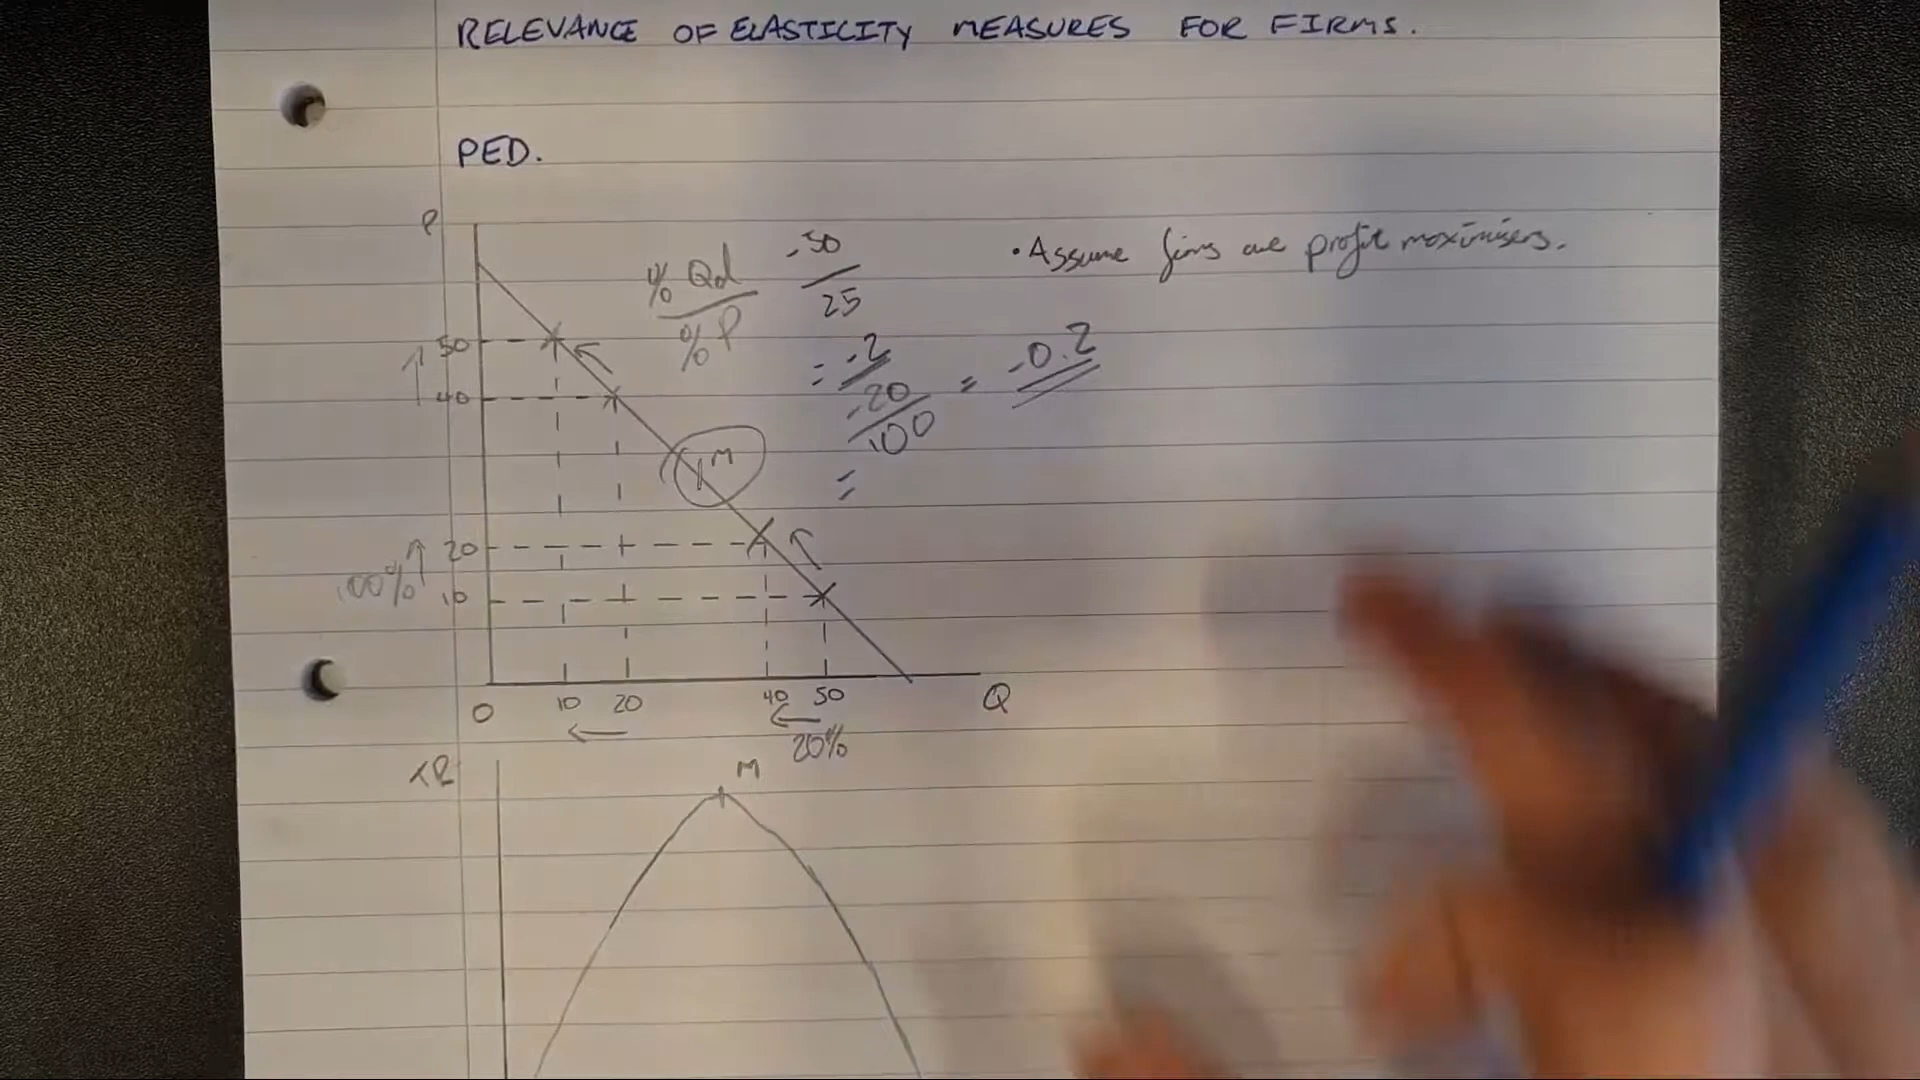 RELEVANCE OF ELASTICITY MEASURES FOR FIRMS.
PED.
P
% Qd
% P
-50
25
= -2
-20
100
= -0.2
=
• Assume firms are profit maximisers.
50
40
M
20
100%
10
0
10
20
40
50
Q
20%
TR
M